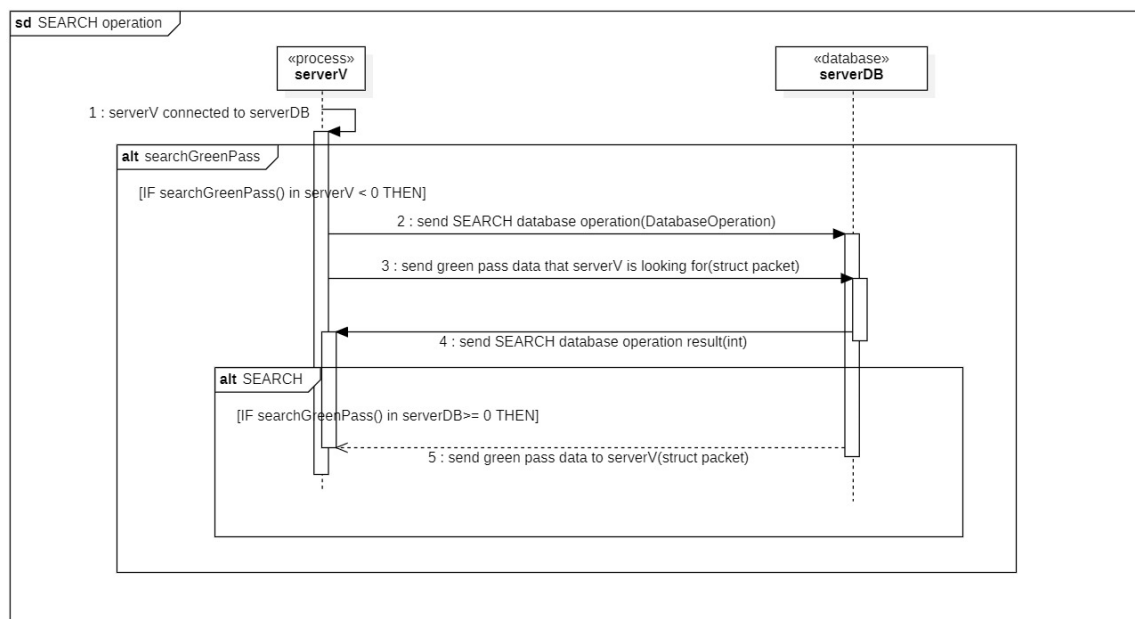 sd SEARCH operation
«process»
serverV
«database»
serverDB
1 : serverV connected to serverDB
alt searchGreenPass
[IF searchGreenPass() in serverV < 0 THEN]
2 : send SEARCH database operation(DatabaseOperation)
3 : send green pass data that serverV is looking for(struct packet)
4 : send SEARCH database operation result(int)
alt SEARCH
[IF searchGreenPass() in serverDB>= 0 THEN]
5 : send green pass data to serverV(struct packet)